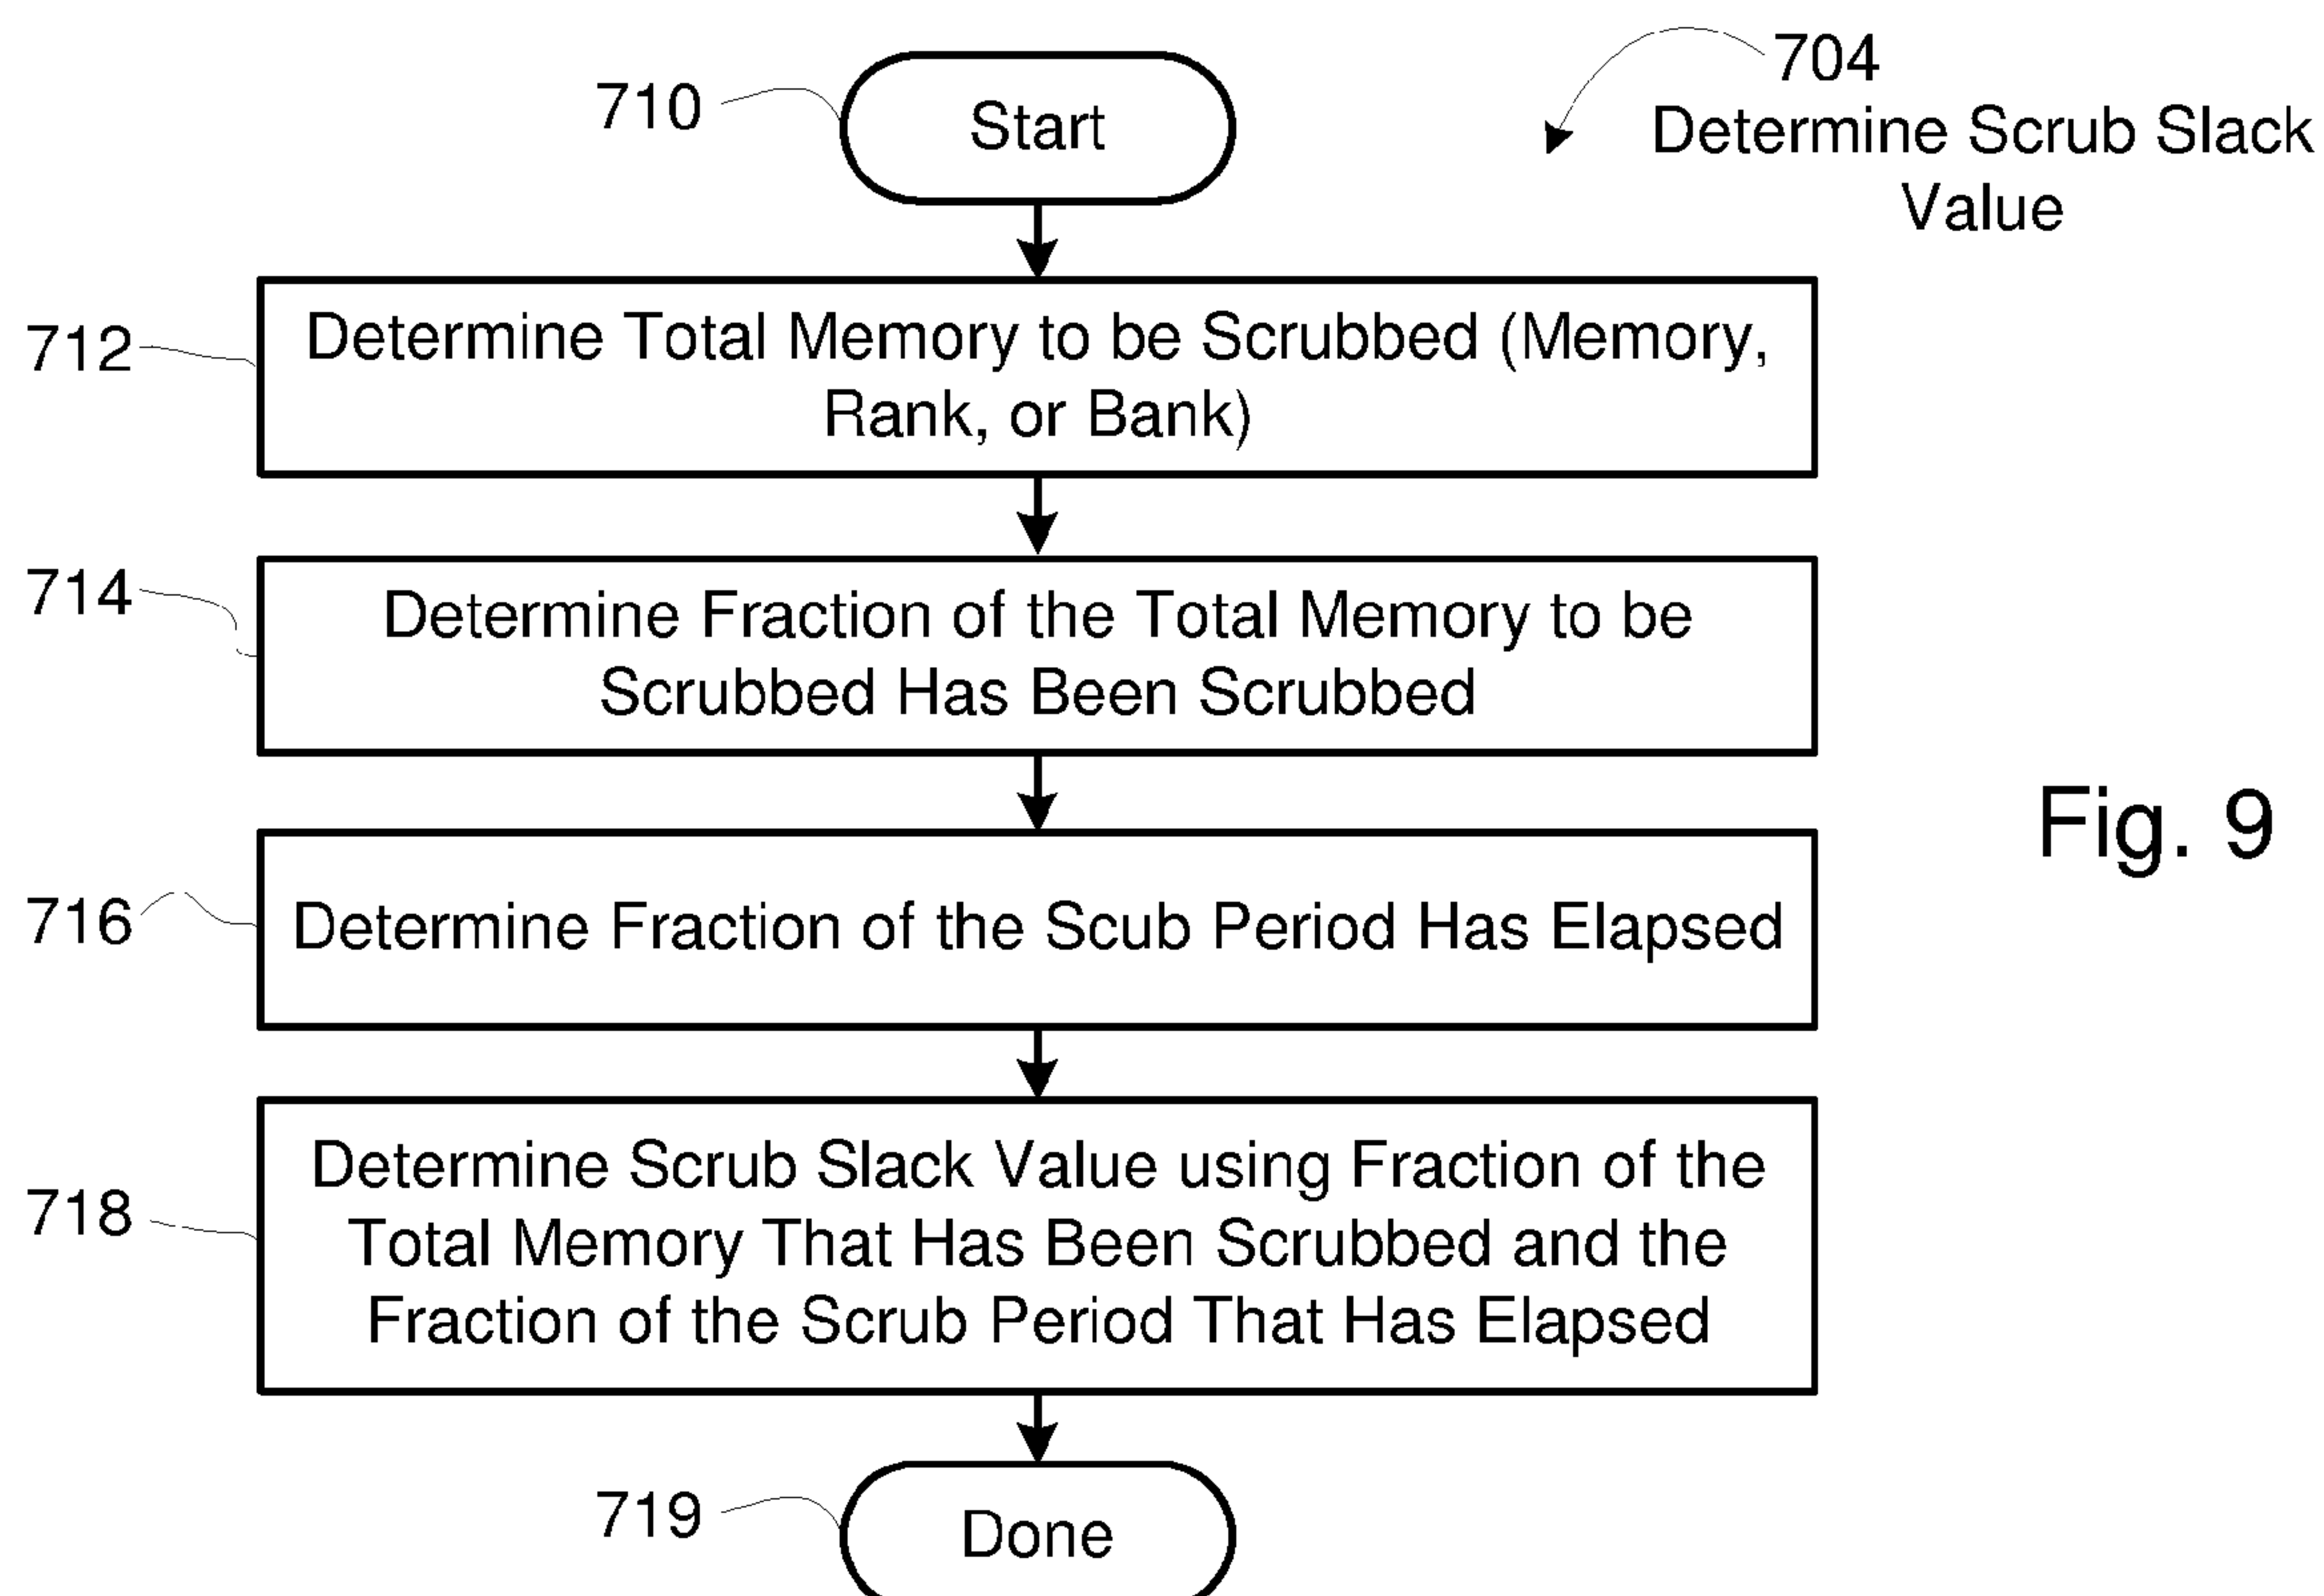 704
Determine Scrub Slack
Value
710
Start
712
Determine Total Memory to be Scrubbed (Memory,
Rank, or Bank)
714
Determine Fraction of the Total Memory to be
Scrubbed Has Been Scrubbed
716
Determine Fraction of the Scub Period Has Elapsed
Fig. 9
718
Determine Scrub Slack Value using Fraction of the
Total Memory That Has Been Scrubbed and the
Fraction of the Scrub Period That Has Elapsed
719
Done